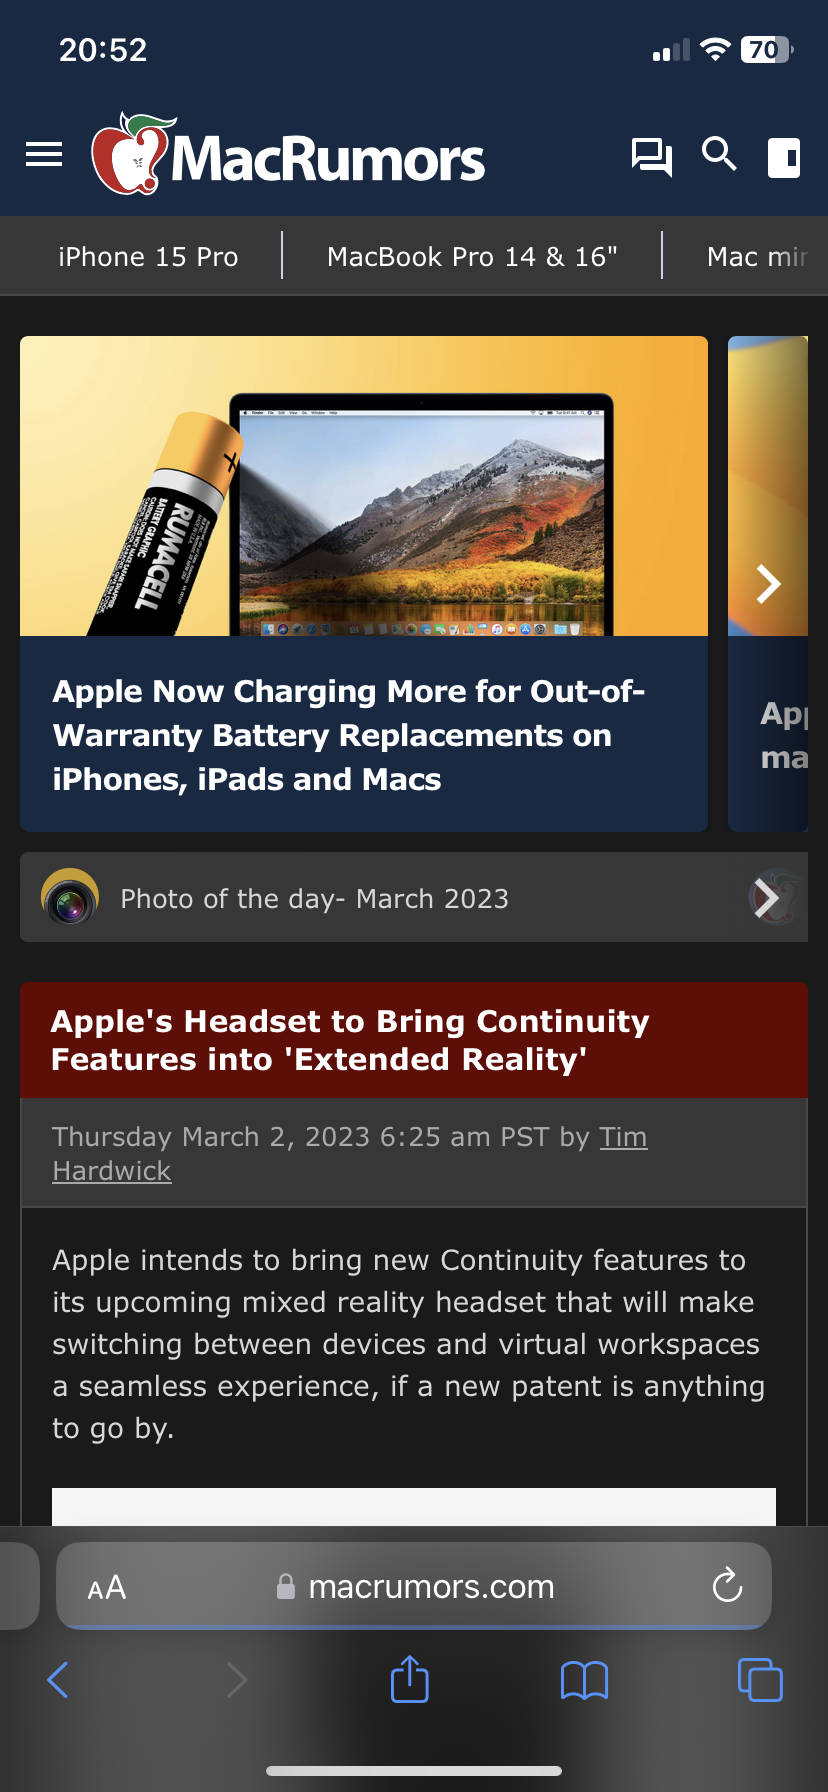 20:52
70
MacRumors
iPhone 15 Pro
MacBook Pro 14 & 16"
Mac
RUMACELL
BATERY GRAPHIC
Apple Now Charging More for Out-of-
Warranty Battery Replacements on
iPhones, iPads and Macs
Photo of the day- March 2023
Apple's Headset to Bring Continuity
Features into 'Extended Reality'
Thursday March 2, 2023 6:25 am PST by Tim
Hardwick
Apple intends to bring new Continuity features to
its upcoming mixed reality headset that will make
switching between devices and virtual workspaces
a seamless experience, if a new patent is anything
to go by.
AA
macrumors.com